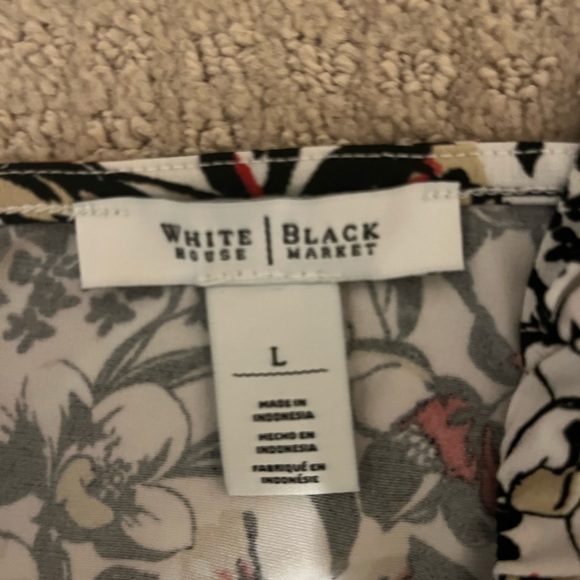 WHITE | BLACK
HOUSE | MARKET
L
MADE IN
INDONESIA
HECHO EN
INDONESIA
FABRIQUÉ EN
INDONÉSIE